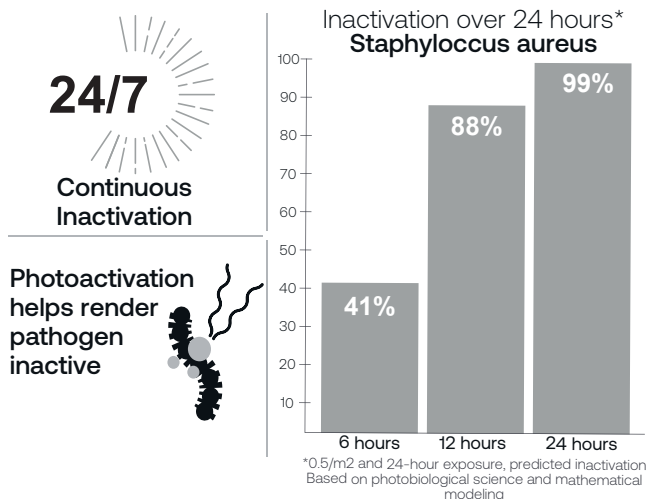 24/7
Continuous
Inactivation
Photoactivation
helps render
pathogen
inactive
Inactivation over 24 hours*
Staphyloccus aureus
100
90
80
70
60
50
40
30
20
10
41%
88%
99%
6 hours
12 hours
24 hours
*0.5/m2 and 24-hour exposure, predicted inactivation
Based on photobiological science and mathematical
modeling